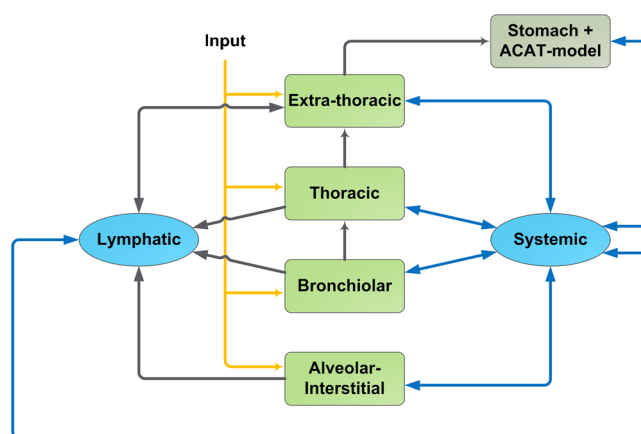 Stomach +
ACAT-model
Input
Extra-thoracic
Thoracic
Lymphatic
Systemic
Bronchiolar
Alveolar-
Interstitial